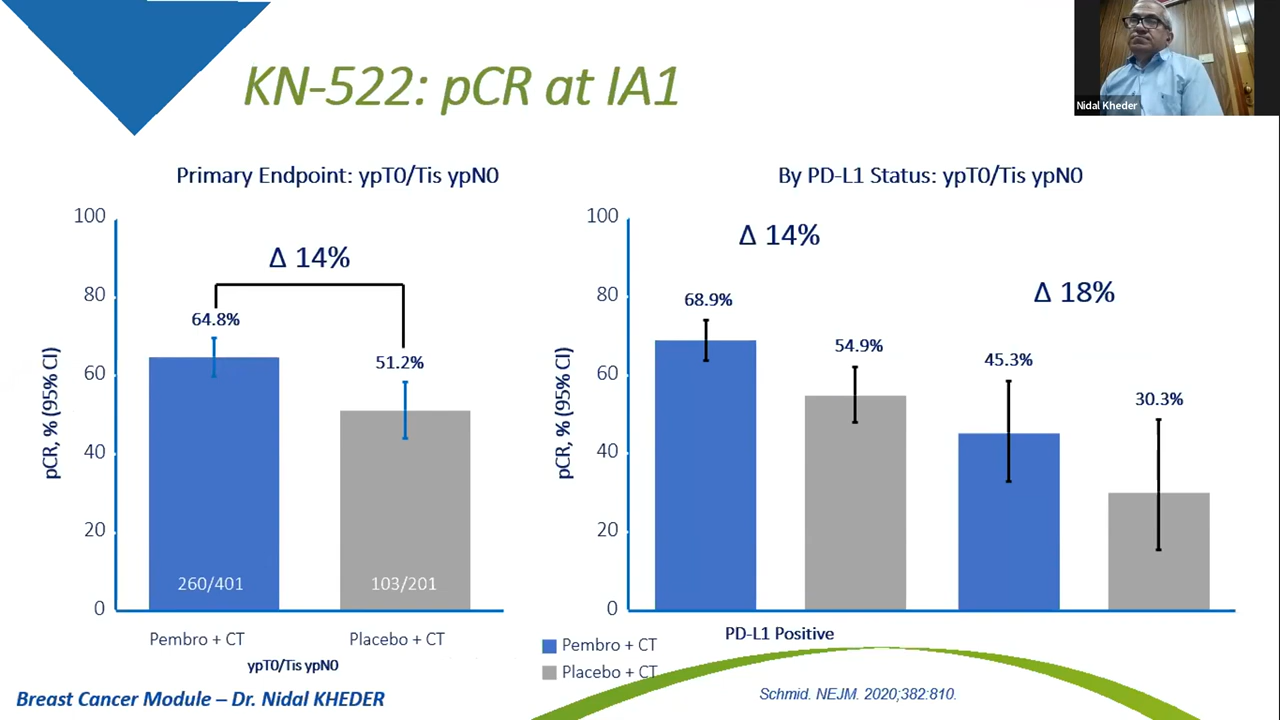 KN-522: pCR at IA1
Nidal Kheder
Primary Endpoint: ypT0/Tis ypN0
pCR, % (95% CI)
100
80
60
40
20
0
Δ 14%
64.8%
51.2%
260/401
103/201
Pembro + CT
Placebo + CT
ypT0/Tis ypN0
By PD-L1 Status: ypT0/Tis ypN0
pCR, % (95% CI)
100
80
60
40
20
0
Δ 14%
Δ 18%
68.9%
54.9%
45.3%
30.3%
PD-L1 Positive
Pembro + CT
Placebo + CT
Schmid. NEJM. 2020;382:810.
Breast Cancer Module – Dr. Nidal KHEDER